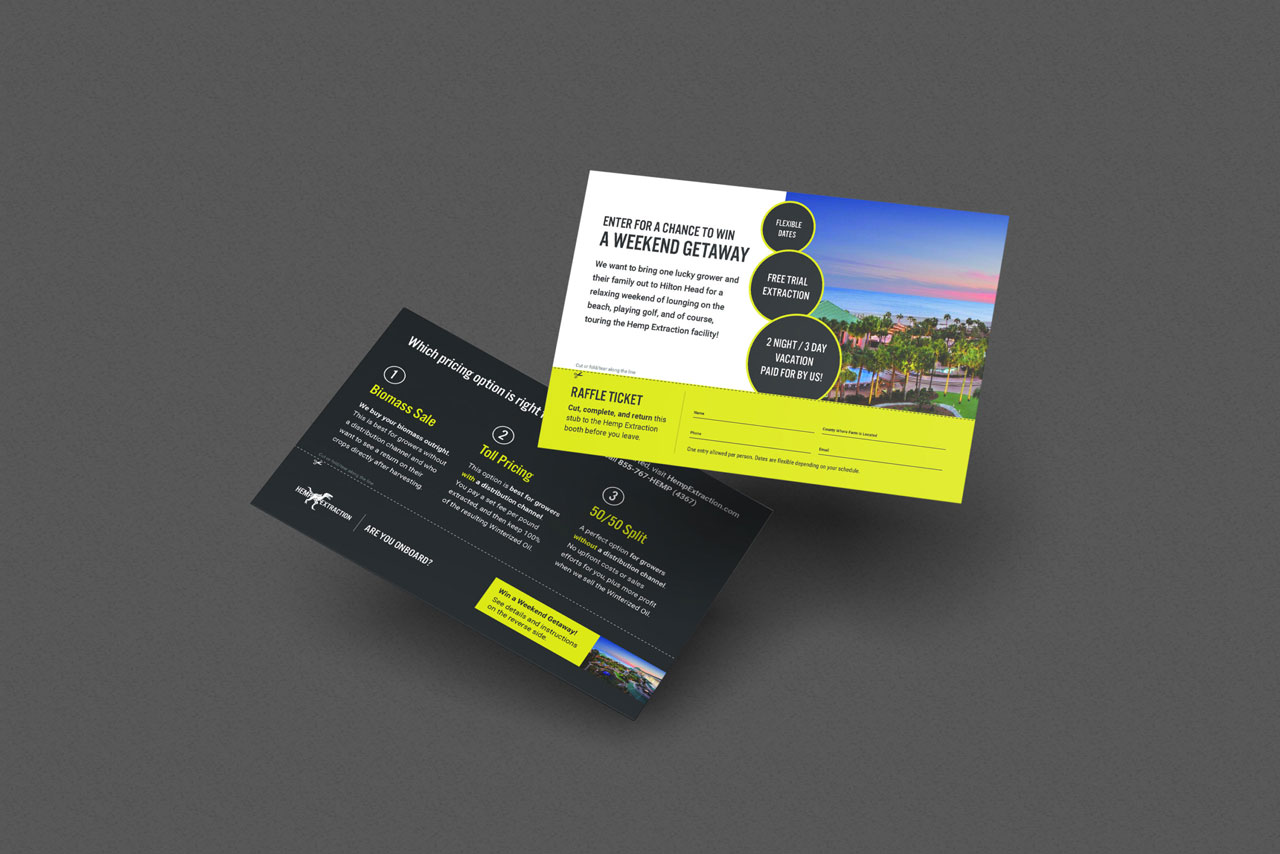 ENTER FOR A CHANCE TO WIN
A WEEKEND GETAWAY
We want to bring one lucky grower and
their family out to Hilton Head for a
relaxing weekend of lounging on the
beach, playing golf, and of course,
touring the Hemp Extraction facility!
FLEXIBLE
DATES
FREE TRIAL
EXTRACTION
2 NIGHT / 3 DAY
VACATION
PAID FOR BY US!
Cut or fold/tear along the line
RAFFLE TICKET
Cut, complete, and return this
stub to the Hemp Extraction
booth before you leave.
Name
County Where Farm is Located
Phone
Email
One entry allowed per person. Dates are flexible depending on your schedule.
Which pricing option is right
1
Biomass Sale
We buy your biomass outright.
This is best for growers without
a distribution channel and who
want to see a return on their
crops directly after harvesting.
2
Toll Pricing
This option is best for growers
with a distribution channel.
You pay a set fee per pound
extracted, and then keep 100%
of the resulting Winterized Oil.
3
50/50 Split
A perfect option for growers
without a distribution channel.
No upfront costs or sales
efforts for you, plus more profit
when we sell the Winterized Oil.
visit HempExtraction.com
855-767-HEMP (4367)
Cut or fold/tear along the line
HEMP EXTRACTION
ARE YOU ONBOARD?
Win a Weekend Getaway!
See details and instructions
on the reverse side.